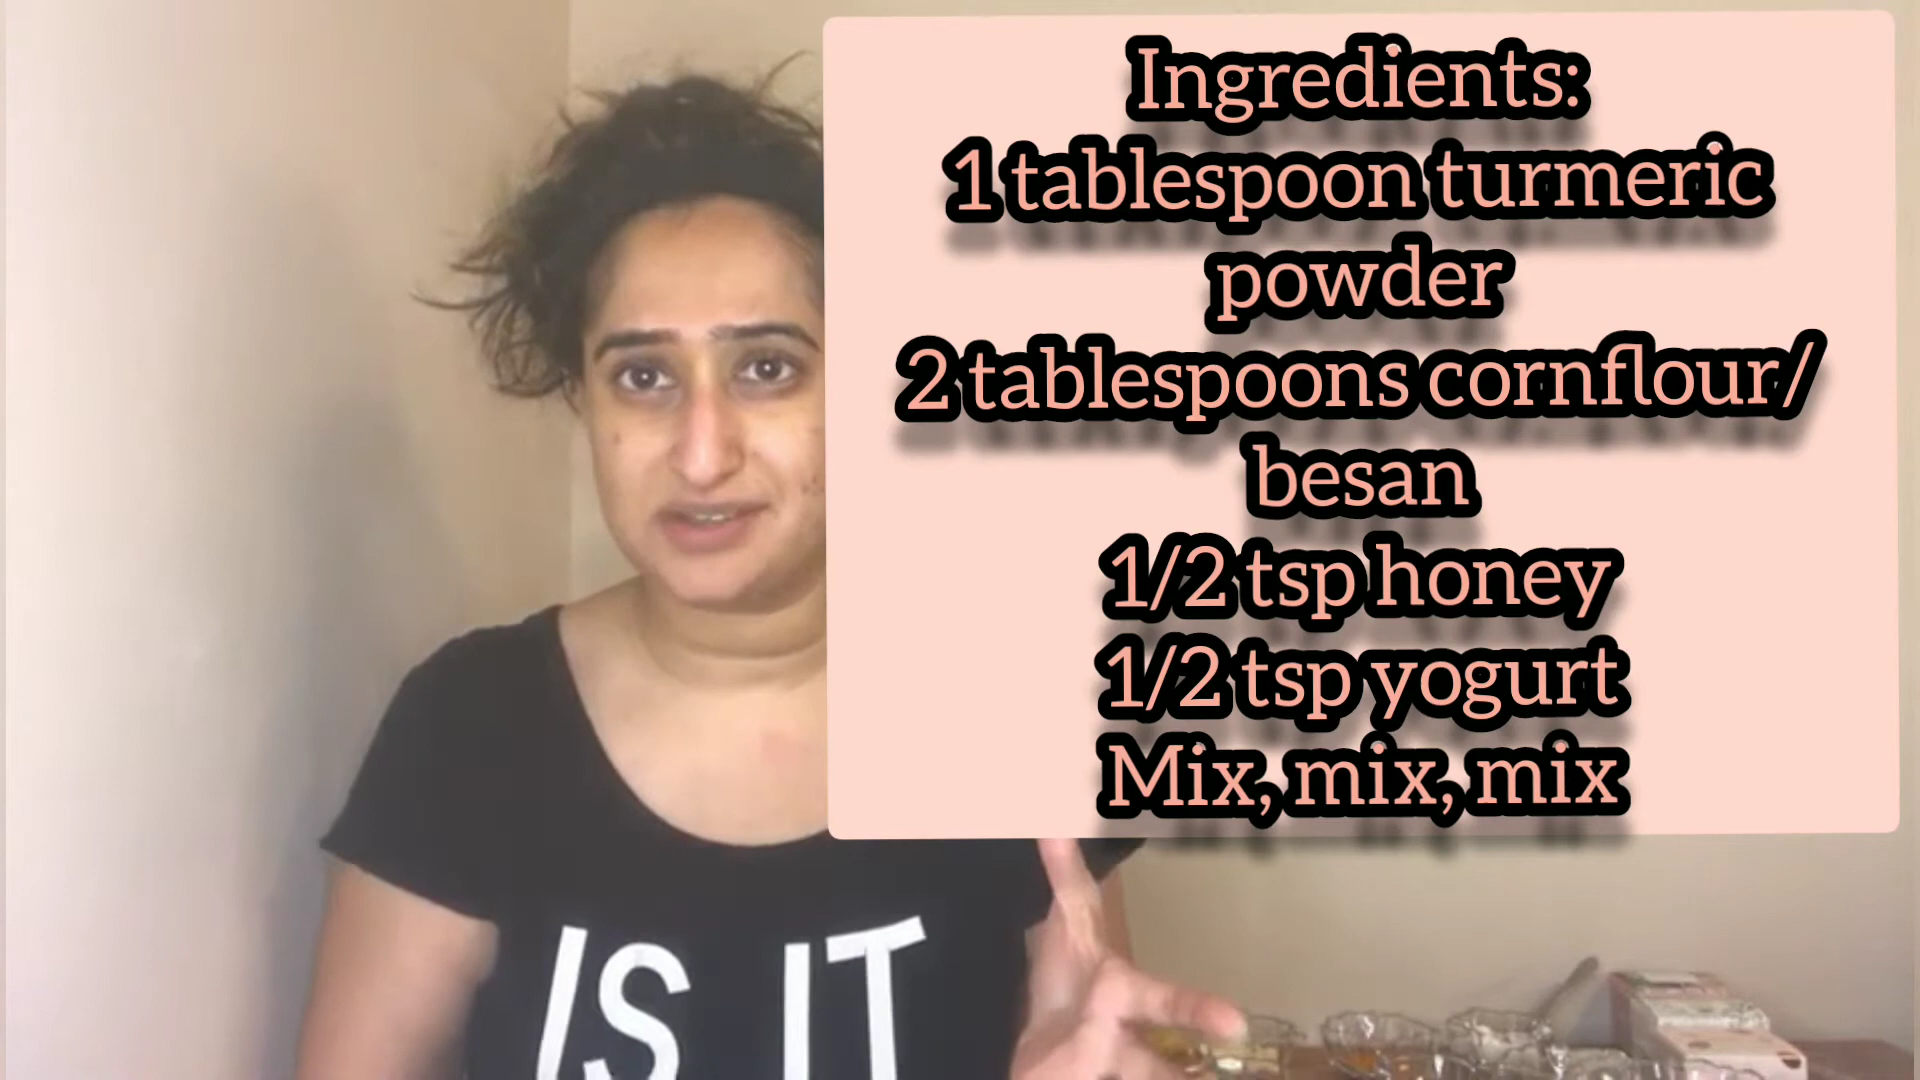 Ingredients:
1 tablespoon turmeric
powder
2 tablespoons cornflour/
besan
1/2 tsp honey
1/2 tsp yogurt
Mix, mix, mix
IS IT